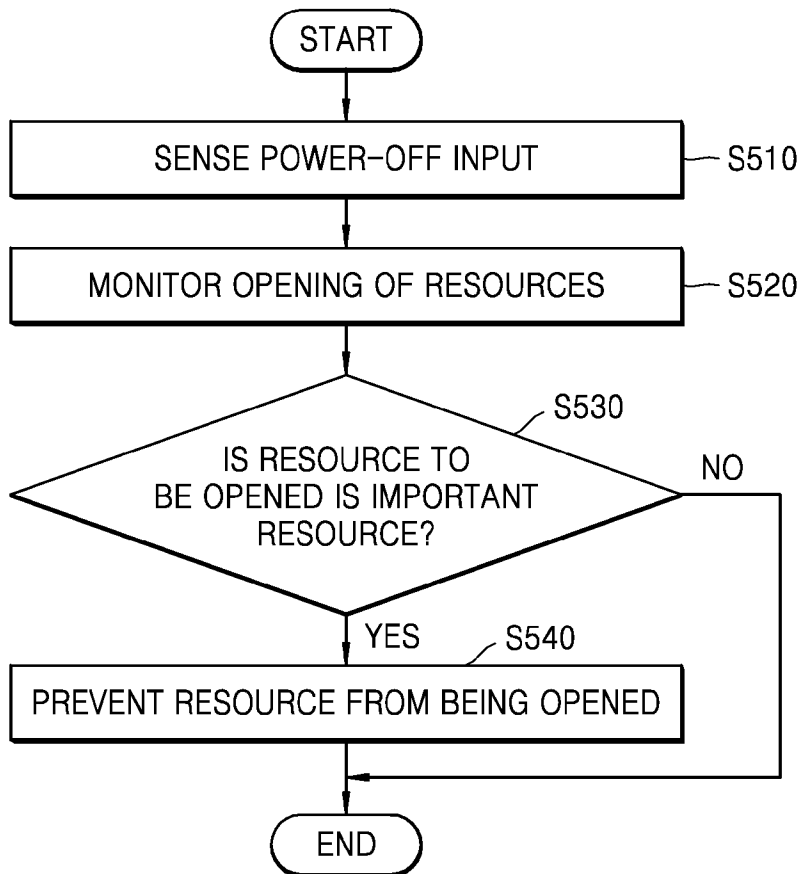 START
SENSE POWER-OFF INPUT
S510
MONITOR OPENING OF RESOURCES
S520
S530
IS RESOURCE TO
BE OPENED IS IMPORTANT
RESOURCE?
NO
YES
S540
PREVENT RESOURCE FROM BEING OPENED
END